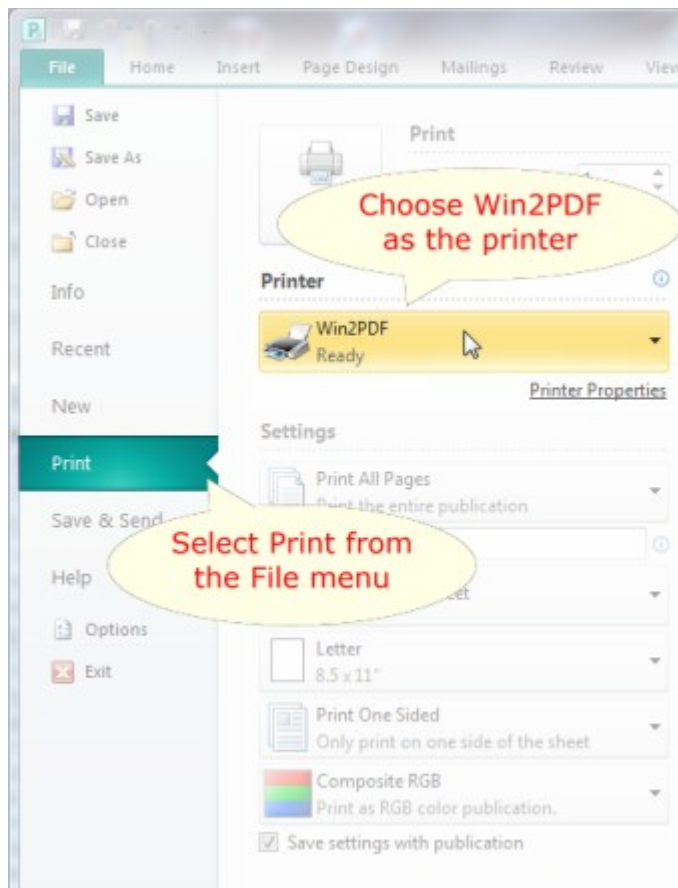 File Home Insert Page Design Mailings Review View
Save
Save As
Open
Close
Info
Recent
New
Print
Save & Send
Help
Options
Exit
Print
Choose Win2PDF
as the printer
Printer
Win2PDF
Ready
Printer Properties
Settings
Print All Pages
Print the entire publication
Select Print from
the File menu
Letter
8.5 x 11"
Print One Sided
Only print on one side of the sheet
Composite RGB
Print as RGB color publication.
Save settings with publication